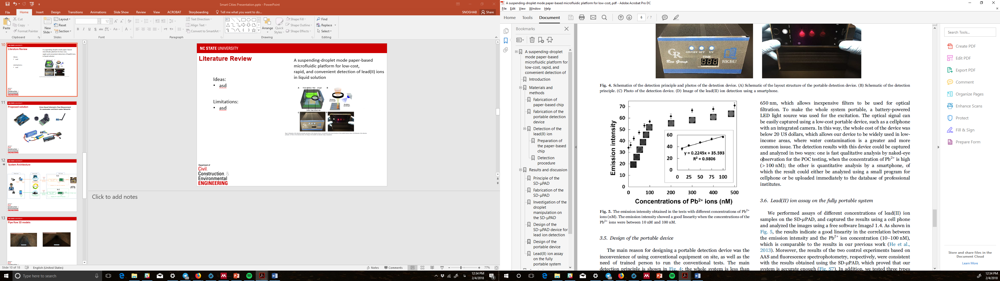 Smart Cities Presentation.pptx - PowerPoint
File Home Insert Design Transitions Animations Slide Show Review View ACROBAT Storyboarding Tell me what you want to do...
SNOGHAB Share
Paste
Cut
Copy
Format Painter
Clipboard
New
Slide
Layout
Reset
Section
Slides
12
Font
Text Direction
Align Text
Convert to SmartArt
Paragraph
Arrange
Quick
Styles
Shape Fill
Shape Outline
Shape Effects
Drawing
Find
Replace
Select
Editing
10
11
Proposed solution
Vision Based Volumetric Flow Measurement
for wastewater and Storm water Networks
12
System Architecture
13
Pipe flow 3D models
NC STATE UNIVERSITY
Literature Review
A suspending-droplet mode paper-based
microfluidic platform for low-cost,
rapid, and convenient detection of lead(II) ions
in liquid solution
Ideas:
• asd
Limitations:
• asd
Department of
Civil,
Construction, &
Environmental
ENGINEERING
Click to add notes
Slide 10 of 18 English (United States)
Notes Comments 77%
Type here to search
12:34 PM
2/4/2018
A suspending-droplet mode paper-based microfluidic platform for low-cost,.pdf - Adobe Acrobat Pro DC
File Edit View Window Help
Home Tools Document 6 / 7
Bookmarks
A suspending-droplet
mode paper-based
microfluidic platform for
low-cost, rapid, and
convenient detection of
Introduction
Materials and
methods
Fabrication of
paper-based chip
Fabrication of the
portable detection
device
Detection of the
lead(II) ion
Preparation of
the paper-based
chip
Detection
procedure
Results and discussion
Principle of the
SD-μPAD
Fabrication of the
SD-μPAD
Investigation of the
droplet
manipulation on
the SD-μPAD
Design of the
SD-μPAD device for
lead ion detection
Design of the
portable device
Lead(II) ion assay
on the fully
portable system
GR
Ren Group
ON/OFF SET UV
TIME
HKBU
Fig. 4. Schematics of the detection principle and photos of the detection device. (A) Schematic of the layout structure of the portable detection device. (B) Schematic of the detection
principle. (C) Photo of the detection device. (D) Image of the lead(II) ion detection using a smartphone.
Emission intensity
70
60
50
40
30
20
10
0
0 100 200 300 400 500
Concentrations of Pb2+ ions (nM)
60
40
20
0
0 25 50 75 100
y = 0.2245x + 35.593
R² = 0.9806
Fig. 5. The emission intensity obtained in the tests with different concentrations of Pb2+
ions (nM). The emission intensity showed a good linearity when the concentrations of the
Pb2+ ions were between 10 nM and 100 nM.
3.5. Design of the portable device
The main reason for designing a portable detection device was the
inconvenience of using conventional equipment on site, as well as the
need of trained person to run the conventional tests. The main
detection principle is shown in Fig. 4; the whole system is less than
650 nm, which allows inexpensive filters to be used for optical
filtration. To make the whole system portable, a battery-powered
LED light source was used for the excitation. The optical signal can
be easily captured using a low-cost portable device, such as a cellphone
with an integrated camera. In this way, the whole cost of the device was
below 20 US dollars, which allows our device to be widely used in low-
income areas, where water contamination is a greater and more
common issue. The detection results with this device could be captured
and analyzed in two ways: one is fast qualitative analysis by naked-eye
observation for the POC testing, when the concentration of Pb2+ is high
(> 100 nM); the other is quantitative analysis by a smartphone, of
which the result could either be analyzed using a small program for
cellphone or be uploaded immediately to the database of professional
institutes.
3.6. Lead(II) ion assay on the fully portable system
We performed assays of different concentrations of lead(II) ion
samples on the SD-μPAD, and captured the results using a cell phone
and analyzed the images using a free software ImageJ 1.4. As shown in
Fig. 5, the results indicate a good linearity in the correlation between
the emission intensity and the Pb2+ ion concentration (10–100 nM),
which is comparable to the results in our previous work (He et al.,
2013). Moreover, the results of the two control experiments based on
AAS and fluorescence spectrophotometry, respectively, were consistent
with the results obtained using the SD-μPAD, which proved that our
system is accurate enough (Fig. S7). In addition, we tested three types
Search Tools...
Create PDF
Edit PDF
Export PDF
Comment
Organize Pages
Enhance Scans
Protect
Fill & Sign
Prepare Form
Store and share files in the
Document Cloud
Learn More
12:34 PM
2/4/2018